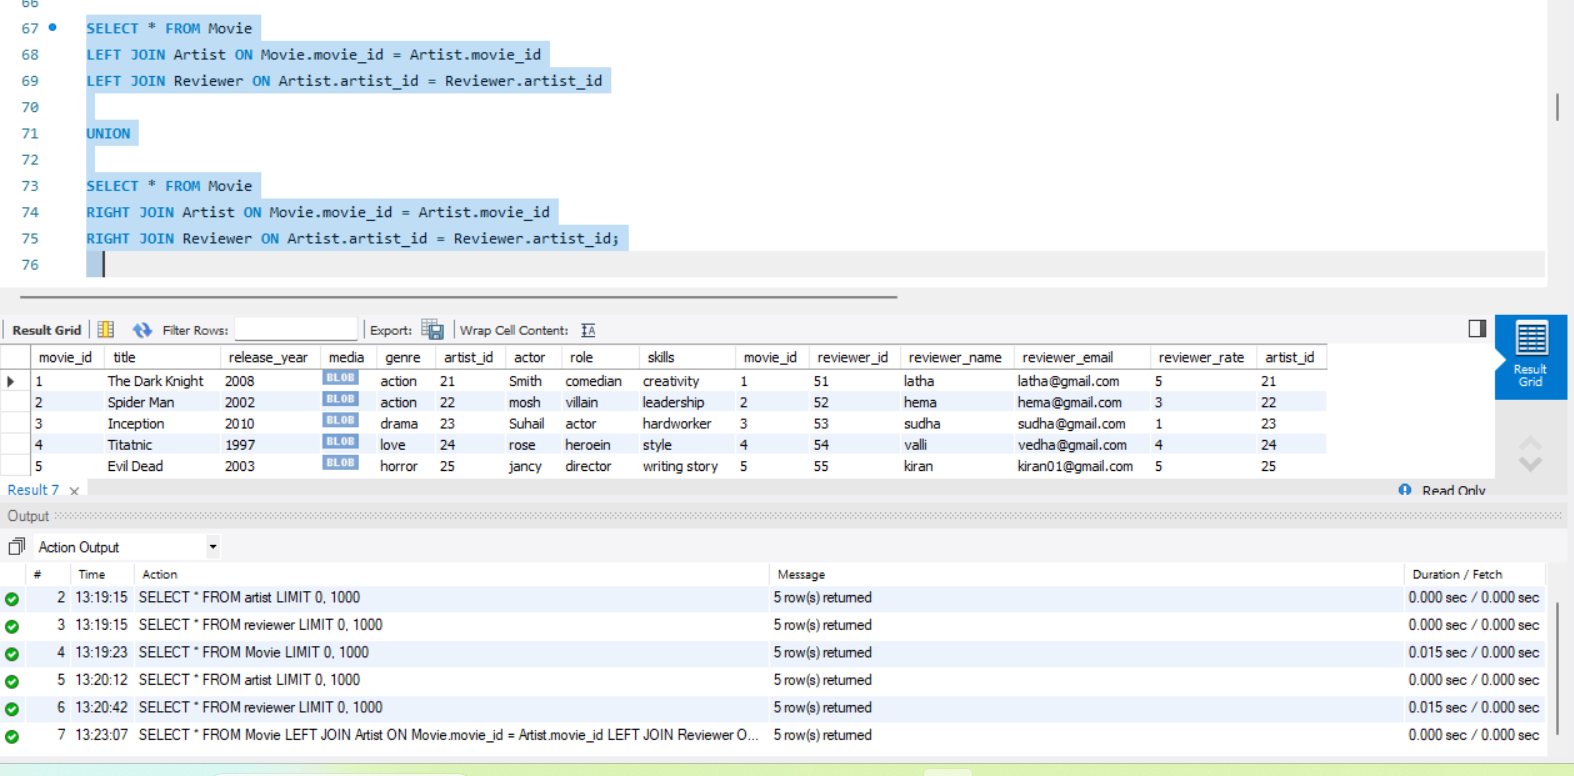 66
67 SELECT * FROM Movie
68 LEFT JOIN Artist ON Movie.movie_id = Artist.movie_id
69 LEFT JOIN Reviewer ON Artist.artist_id = Reviewer.artist_id
70
71 UNION
72
73 SELECT * FROM Movie
74 RIGHT JOIN Artist ON Movie.movie_id = Artist.movie_id
75 RIGHT JOIN Reviewer ON Artist.artist_id = Reviewer.artist_id;
76
Result Grid Filter Rows: Export: Wrap Cell Content: IA
movie_id title release_year media genre artist_id actor role skills movie_id reviewer_id reviewer_name reviewer_email reviewer_rate artist_id
1 The Dark Knight 2008 BLOB action 21 Smith comedian creativity 1 51 latha latha@gmail.com 5 21
2 Spider Man 2002 BLOB action 22 mosh villain leadership 2 52 hema hema@gmail.com 3 22
3 Inception 2010 BLOB drama 23 Suhail actor hardworker 3 53 sudha sudha@gmail.com 1 23
4 Titatnic 1997 BLOB love 24 rose heroein style 4 54 valli vedha@gmail.com 4 24
5 Evil Dead 2003 BLOB horror 25 jancy director writing story 5 55 kiran kiran01@gmail.com 5 25
Result
Grid
Result 7 Read Only
Output
Action Output
# Time Action Message Duration / Fetch
2 13:19:15 SELECT * FROM artist LIMIT 0, 1000 5 row(s) returned 0.000 sec / 0.000 sec
3 13:19:15 SELECT * FROM reviewer LIMIT 0, 1000 5 row(s) returned 0.000 sec / 0.000 sec
4 13:19:23 SELECT * FROM Movie LIMIT 0, 1000 5 row(s) returned 0.015 sec / 0.000 sec
5 13:20:12 SELECT * FROM artist LIMIT 0, 1000 5 row(s) returned 0.000 sec / 0.000 sec
6 13:20:42 SELECT * FROM reviewer LIMIT 0, 1000 5 row(s) returned 0.015 sec / 0.000 sec
7 13:23:07 SELECT * FROM Movie LEFT JOIN Artist ON Movie.movie_id = Artist.movie_id LEFT JOIN Reviewer O... 5 row(s) returned 0.000 sec / 0.000 sec